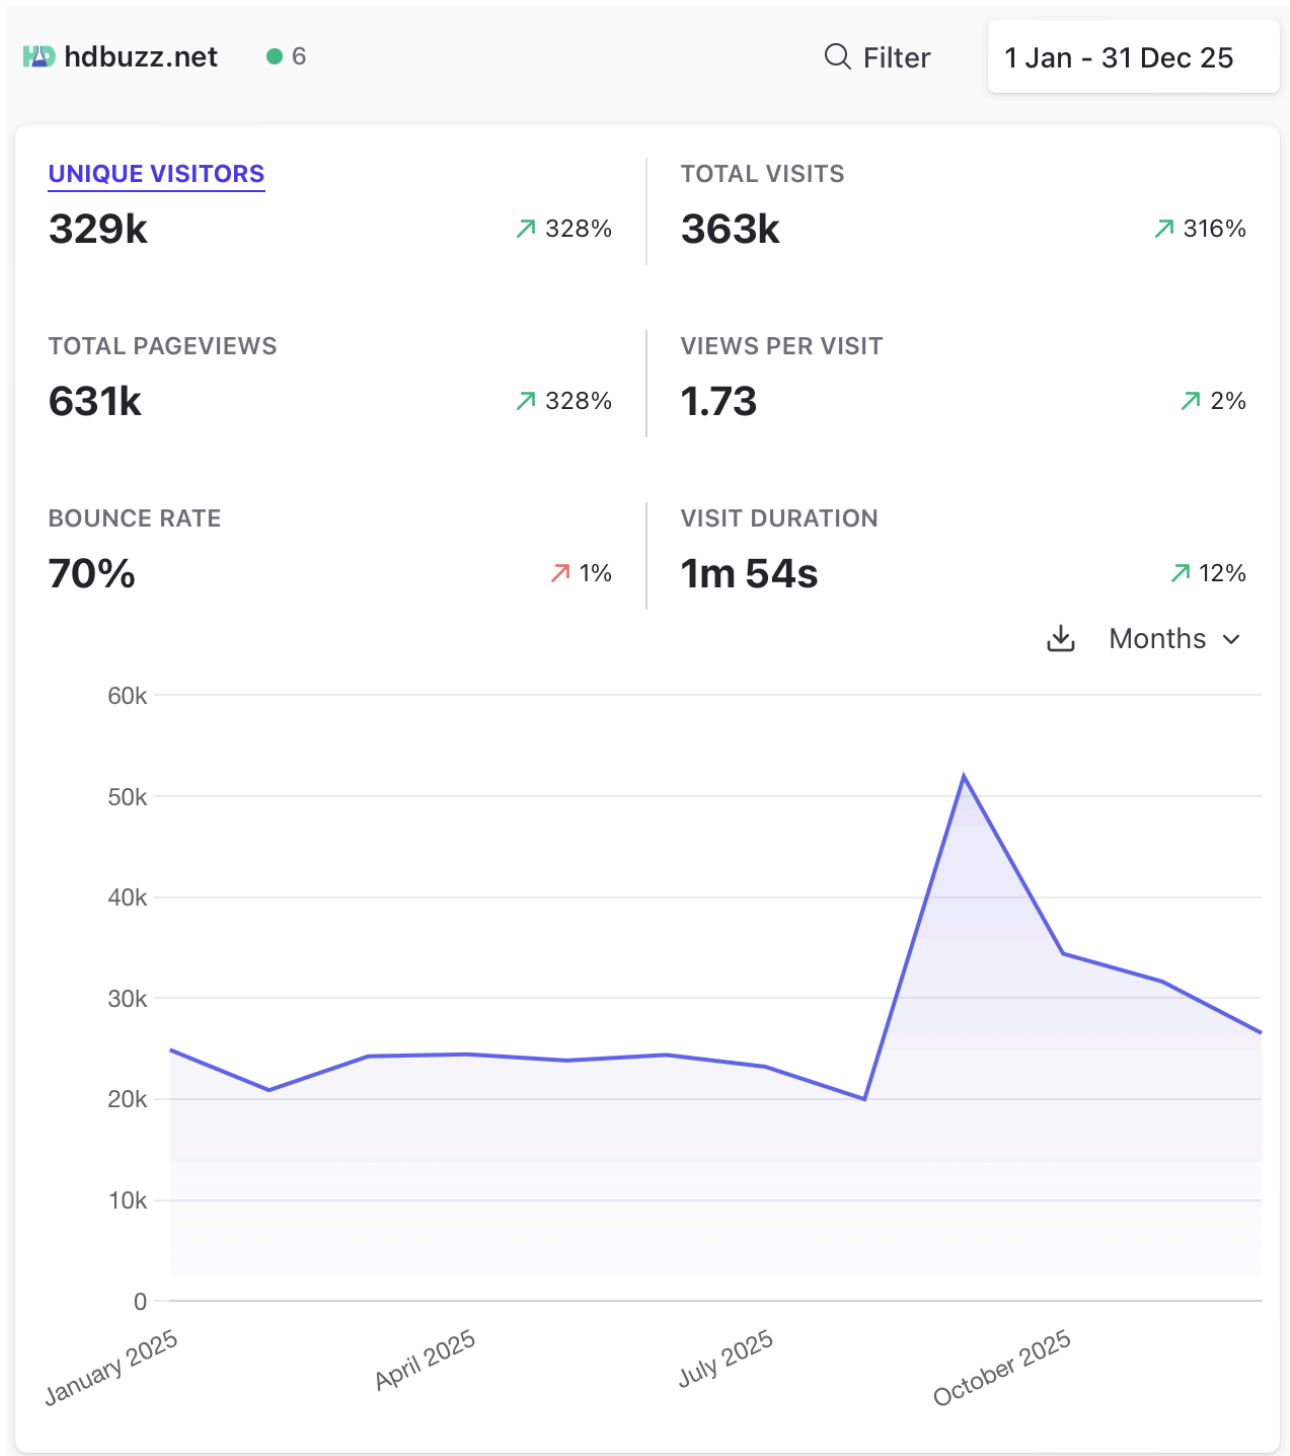 HD hdbuzz.net 6 Filter 1 Jan - 31 Dec 25
UNIQUE VISITORS TOTAL VISITS
329k 328% 363k 316%
TOTAL PAGEVIEWS VIEWS PER VISIT
631k 328% 1.73 2%
BOUNCE RATE VISIT DURATION
70% 1% 1m 54s 12%
Months
60k
50k
40k
30k
20k
10k
0
January 2025 April 2025 July 2025 October 2025